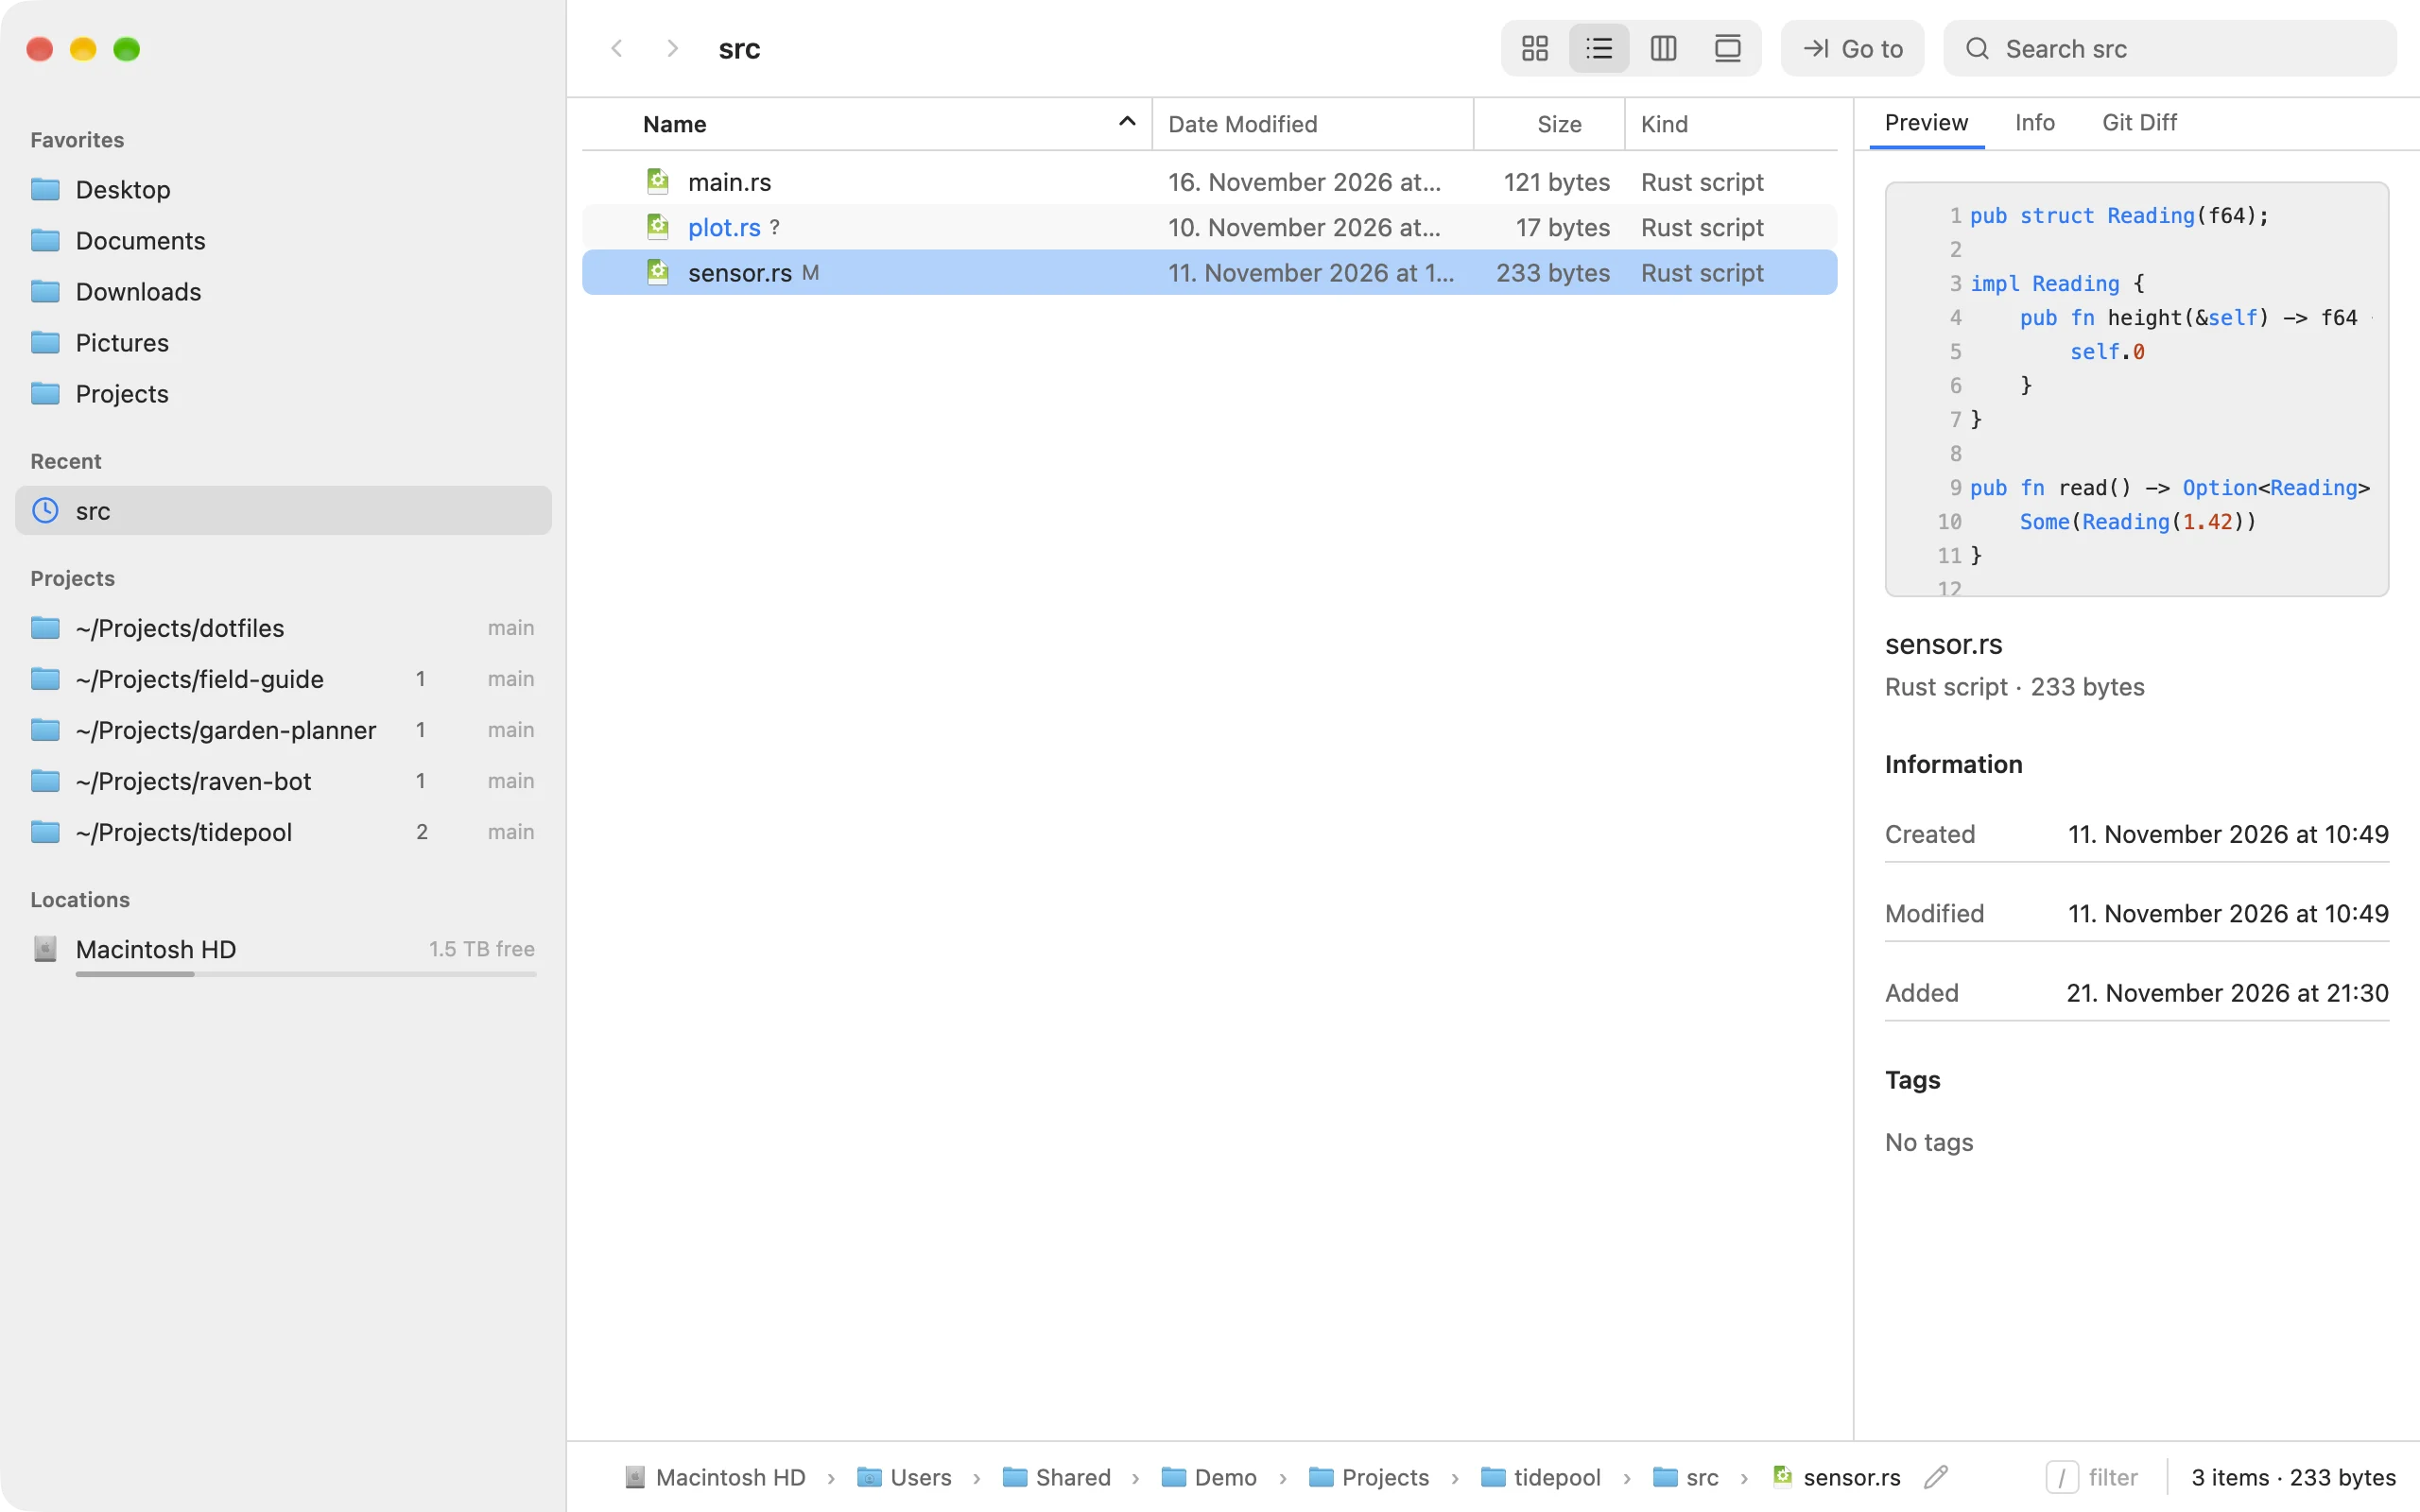 src
Go to
Search src
Favorites
Desktop
Documents
Downloads
Pictures
Projects
Recent
src
Projects
~/Projects/dotfiles main
~/Projects/field-guide 1 main
~/Projects/garden-planner 1 main
~/Projects/raven-bot 1 main
~/Projects/tidepool 2 main
Locations
Macintosh HD 1.5 TB free
Name Date Modified Size Kind
main.rs 16. November 2026 at... 121 bytes Rust script
plot.rs ? 10. November 2026 at... 17 bytes Rust script
sensor.rs M 11. November 2026 at 1... 233 bytes Rust script
Preview Info Git Diff
1 pub struct Reading(f64);
2
3 impl Reading {
4 pub fn height(&self) -> f64
5 self.0
6 }
7 }
8
9 pub fn read() -> Option<Reading>
10 Some(Reading(1.42))
11 }
12
sensor.rs
Rust script · 233 bytes
Information
Created 11. November 2026 at 10:49
Modified 11. November 2026 at 10:49
Added 21. November 2026 at 21:30
Tags
No tags
Macintosh HD › Users › Shared › Demo › Projects › tidepool › src › sensor.rs
/ filter
3 items · 233 bytes